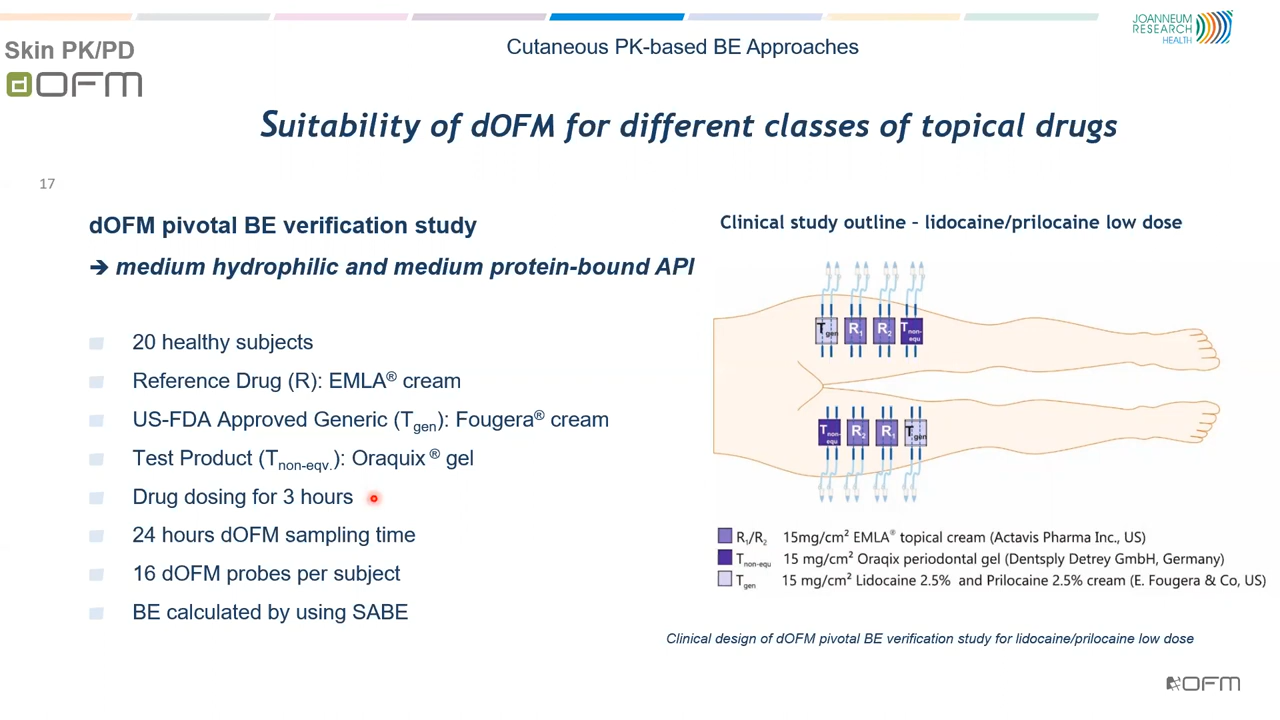 JOANNEUM
RESEARCH
HEALTH
Skin PK/PD
dOFM
Cutaneous PK-based BE Approaches
Suitability of dOFM for different classes of topical drugs
17
dOFM pivotal BE verification study
➔ medium hydrophilic and medium protein-bound API
20 healthy subjects
Reference Drug (R): EMLA® cream
US-FDA Approved Generic (Tgen): Fougera® cream
Test Product (Tnon-eqv.): Oraquix ® gel
Drug dosing for 3 hours
24 hours dOFM sampling time
16 dOFM probes per subject
BE calculated by using SABE
Clinical study outline – lidocaine/prilocaine low dose
Tgen R1 R2 Tnon-equ
Tnon-equ R2 R1 Tgen
R1/R2 15mg/cm² EMLA® topical cream (Actavis Pharma Inc., US)
Tnon-equ 15 mg/cm² Oraqix periodontal gel (Dentsply Detrey GmbH, Germany)
Tgen 15 mg/cm² Lidocaine 2.5% and Prilocaine 2.5% cream (E. Fougera & Co, US)
Clinical design of dOFM pivotal BE verification study for lidocaine/prilocaine low dose
OFM